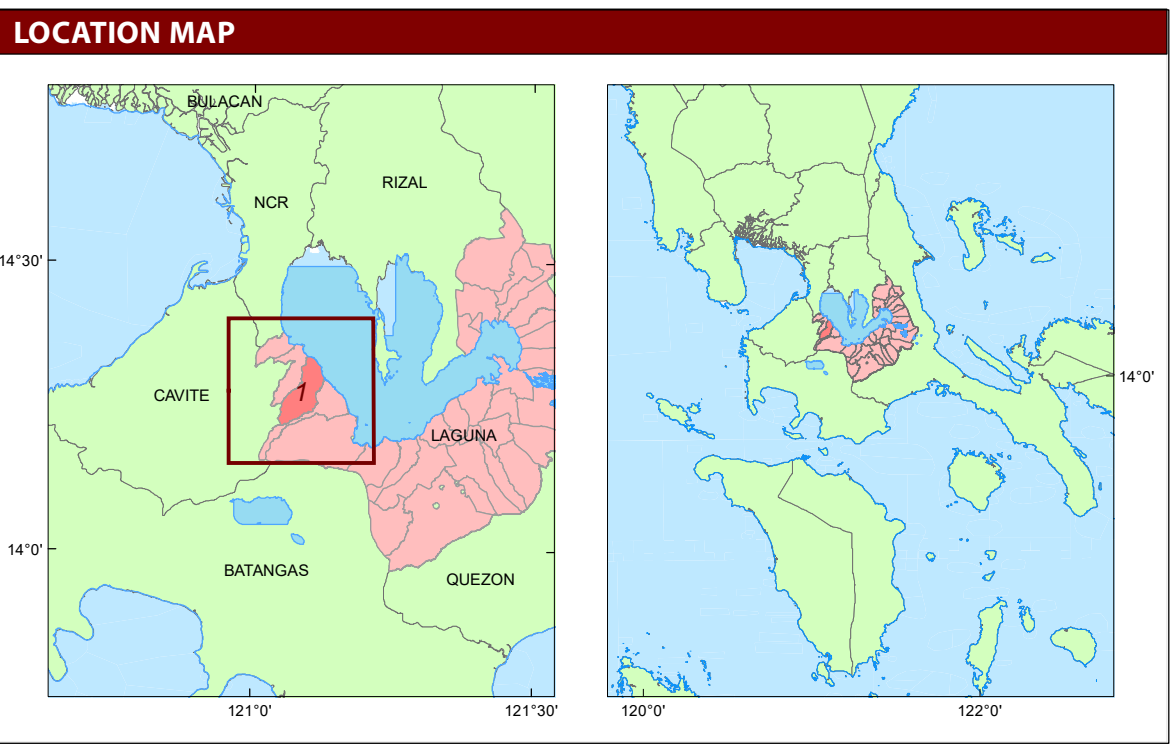 LOCATION MAP
BULACAN
NCR
RIZAL
14°30'
CAVITE
1
LAGUNA
14°0'
14°0'
BATANGAS
QUEZON
121°0'
121°30'
120°0'
122°0'